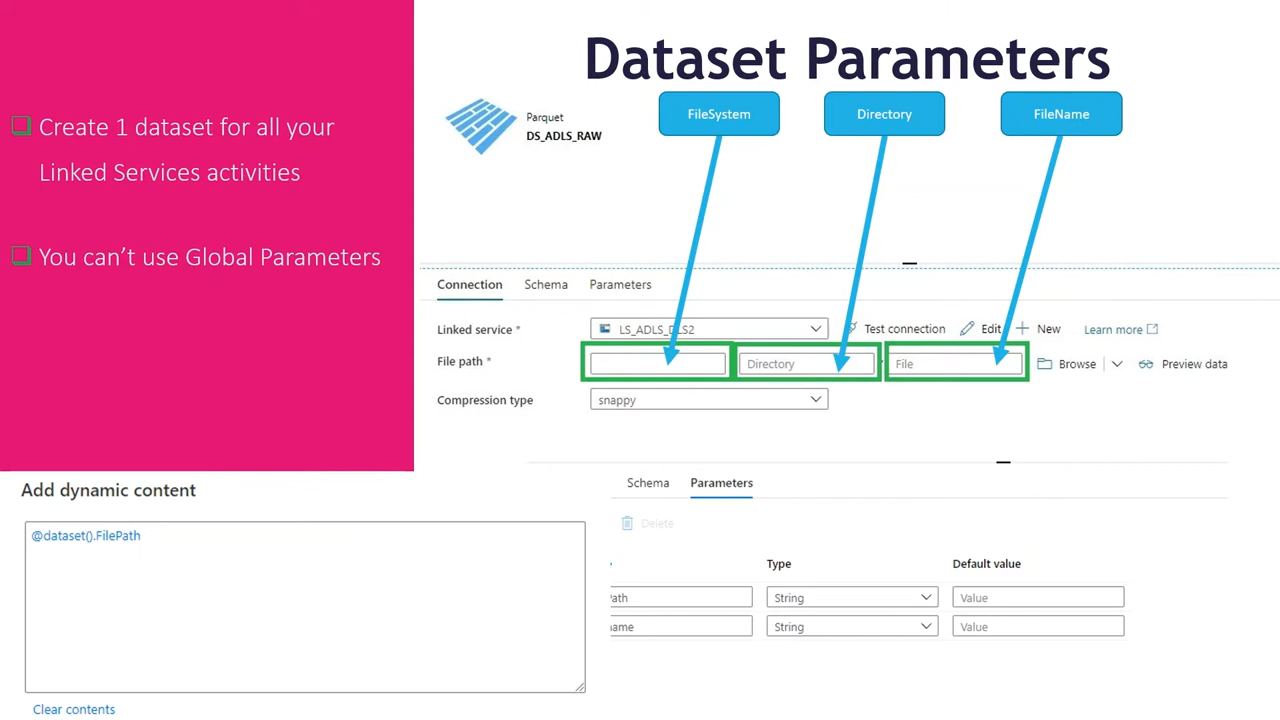 Dataset Parameters
Create 1 dataset for all your
Linked Services activities
You can't use Global Parameters
Parquet
DS_ADLS_RAW
FileSystem
Directory
FileName
Connection Schema Parameters
Linked service * LS_ADLS_DLS2 Test connection Edit New Learn more
File path * Directory File Browse Preview data
Compression type snappy
Add dynamic content
@dataset().FilePath
Clear contents
Schema Parameters
Delete
Type Default value
Path String Value
name String Value